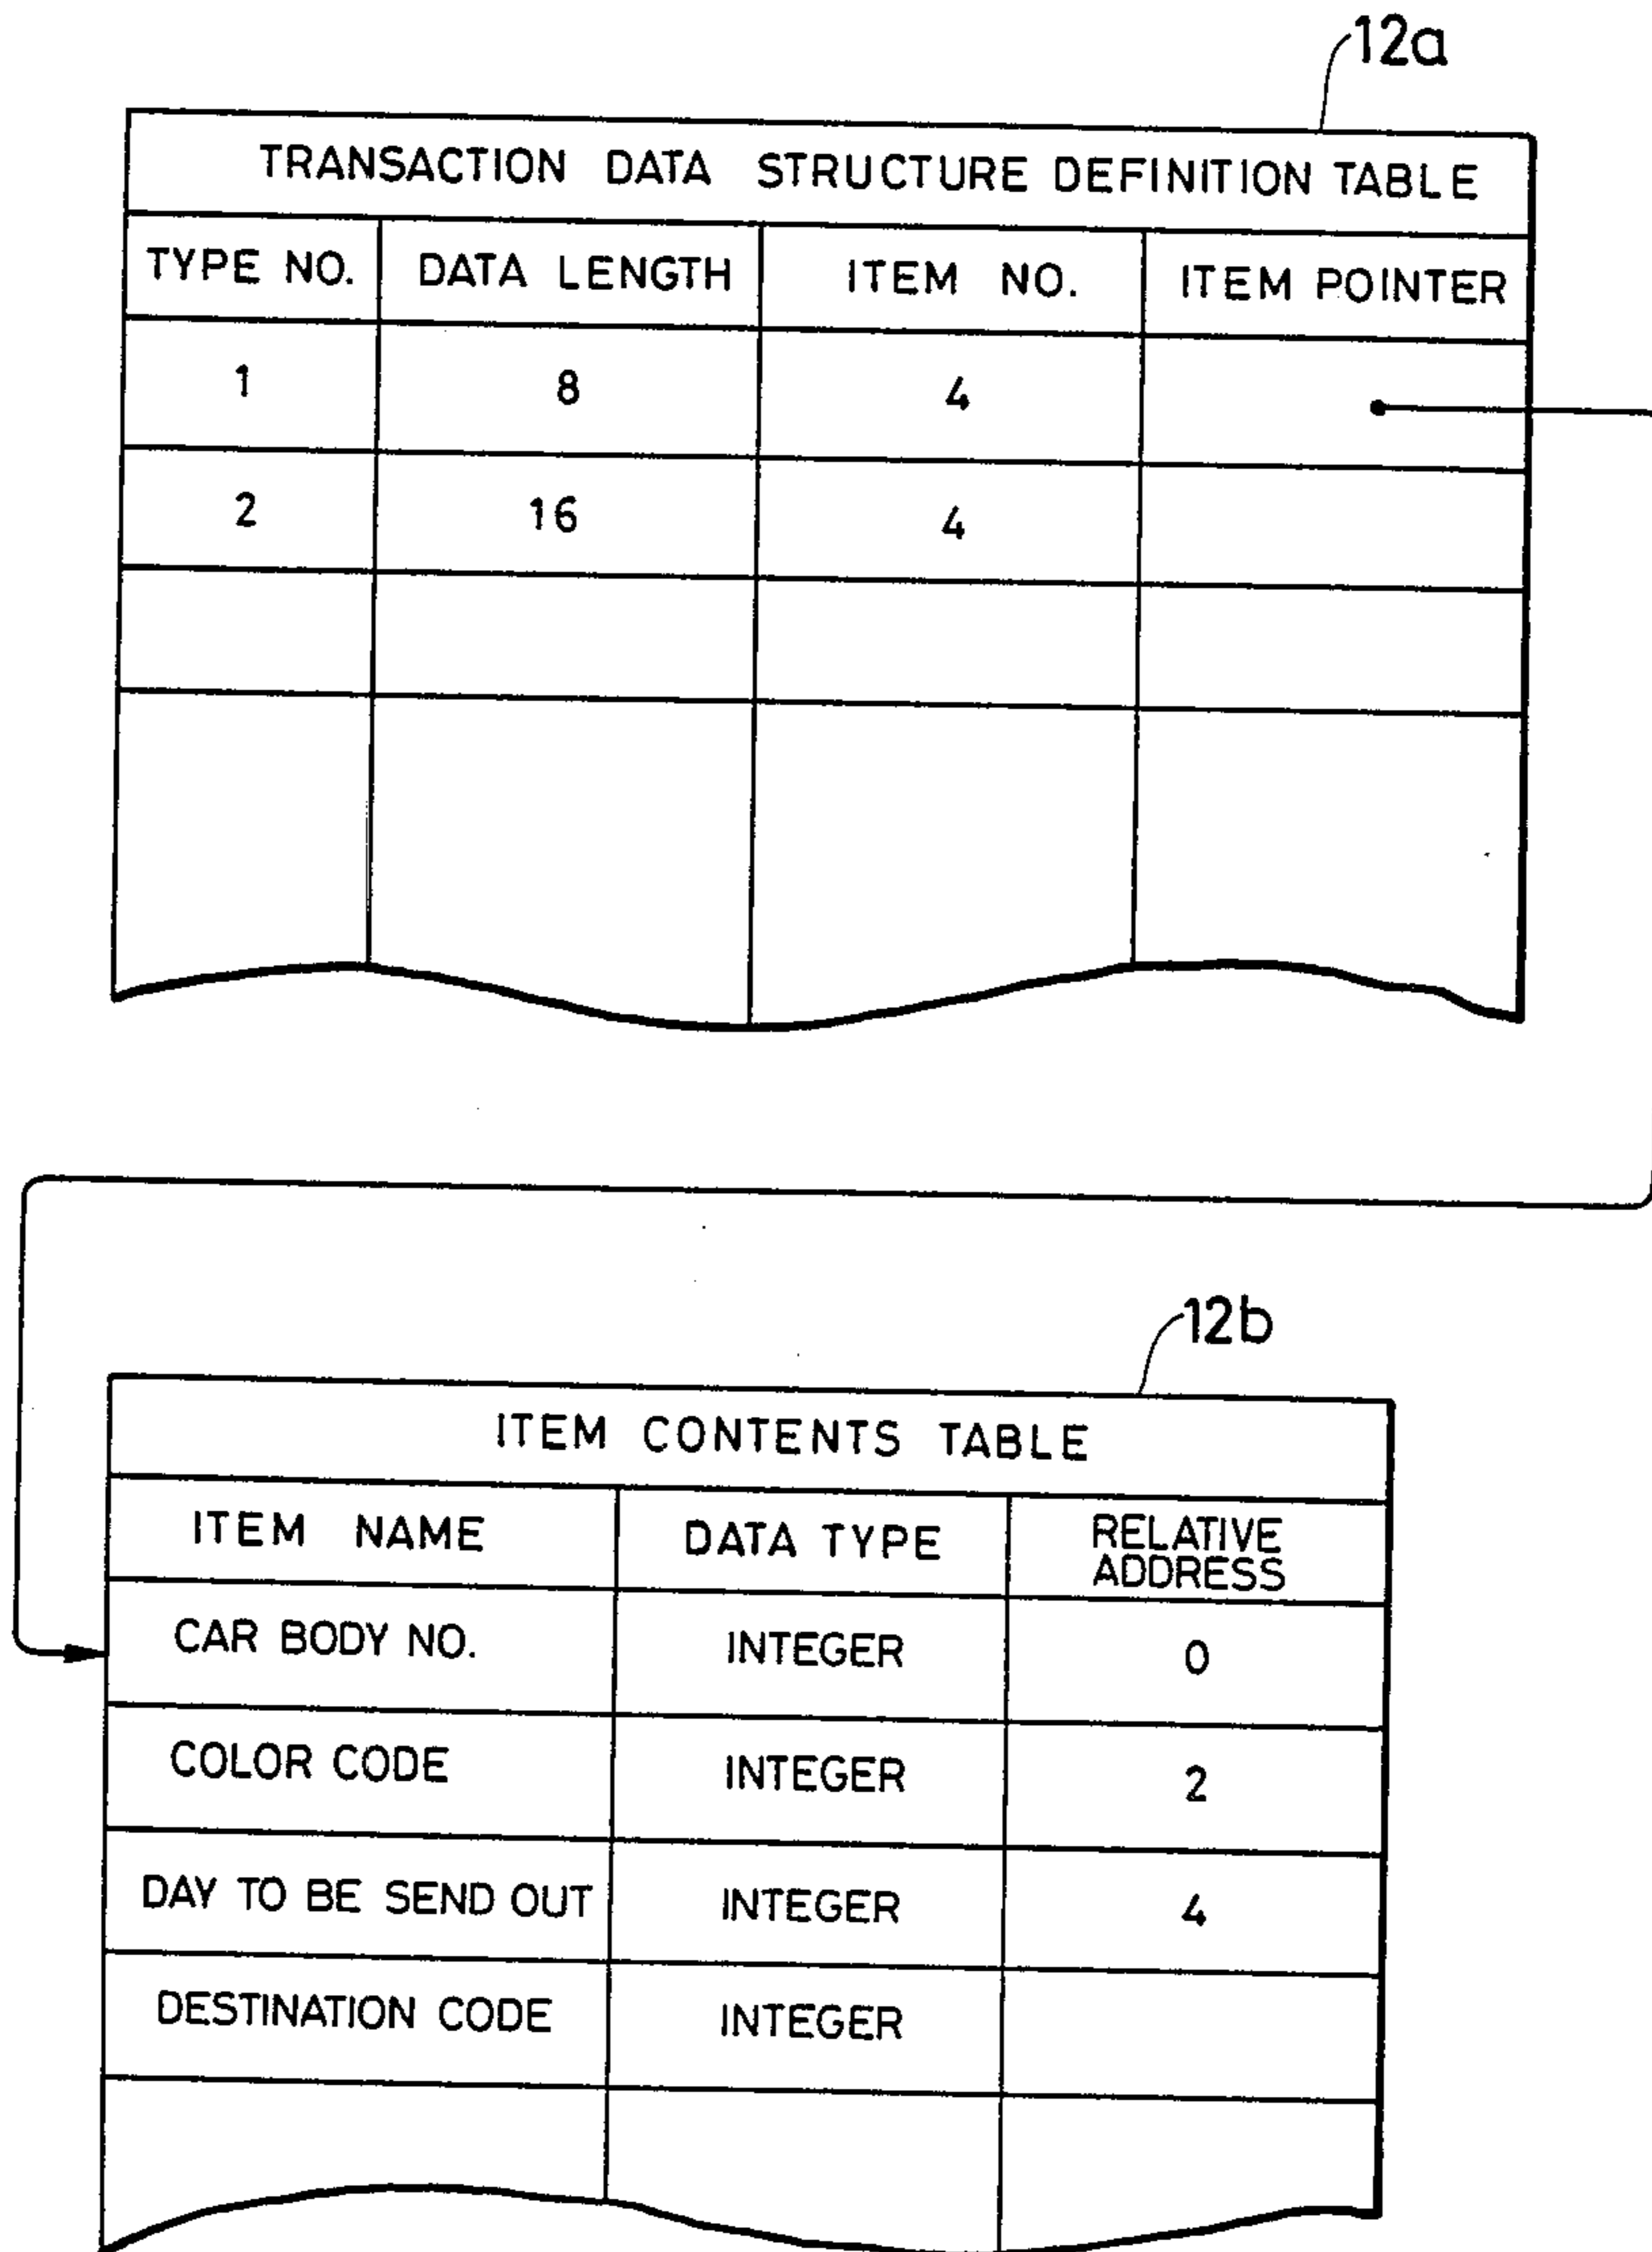 12a
TRANSACTION DATA STRUCTURE DEFINITION TABLE
TYPE NO. DATA LENGTH ITEM NO. ITEM POINTER
1 8 4
2 16 4
12b
ITEM CONTENTS TABLE
ITEM NAME DATA TYPE RELATIVE ADDRESS
CAR BODY NO. INTEGER 0
COLOR CODE INTEGER 2
DAY TO BE SEND OUT INTEGER 4
DESTINATION CODE INTEGER